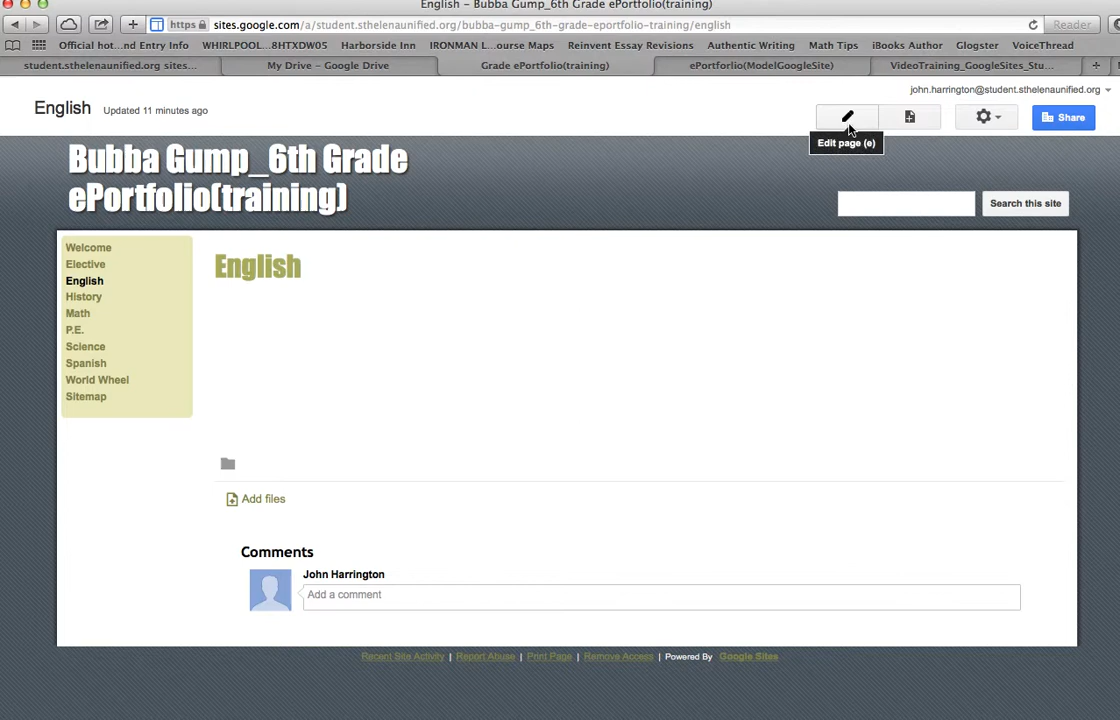 English – Bubba Gump_6th Grade ePortfolio(training)
https sites.google.com/a/student.sthelenaunified.org/bubba-gump_6th-grade-eportfolio-training/english
Reader
Official hot...nd Entry Info WHIRLPOOL...8HTXDW05 Harborside Inn IRONMAN L...ourse Maps Reinvent Essay Revisions Authentic Writing Math Tips iBooks Author Glogster VoiceThread
student.sthelenaunified.org sites... My Drive – Google Drive Grade ePortfolio(training) ePortforlio(ModelGoogleSite) VideoTraining_GoogleSites_Stu...
john.harrington@student.sthelenaunified.org
English Updated 11 minutes ago
Share
Edit page (e)
Bubba Gump_6th Grade
ePortfolio(training)
Search this site
Welcome
Elective
English
History
Math
P.E.
Science
Spanish
World Wheel
Sitemap
English
Add files
Comments
John Harrington
Add a comment
Recent Site Activity | Report Abuse | Print Page | Remove Access | Powered By Google Sites